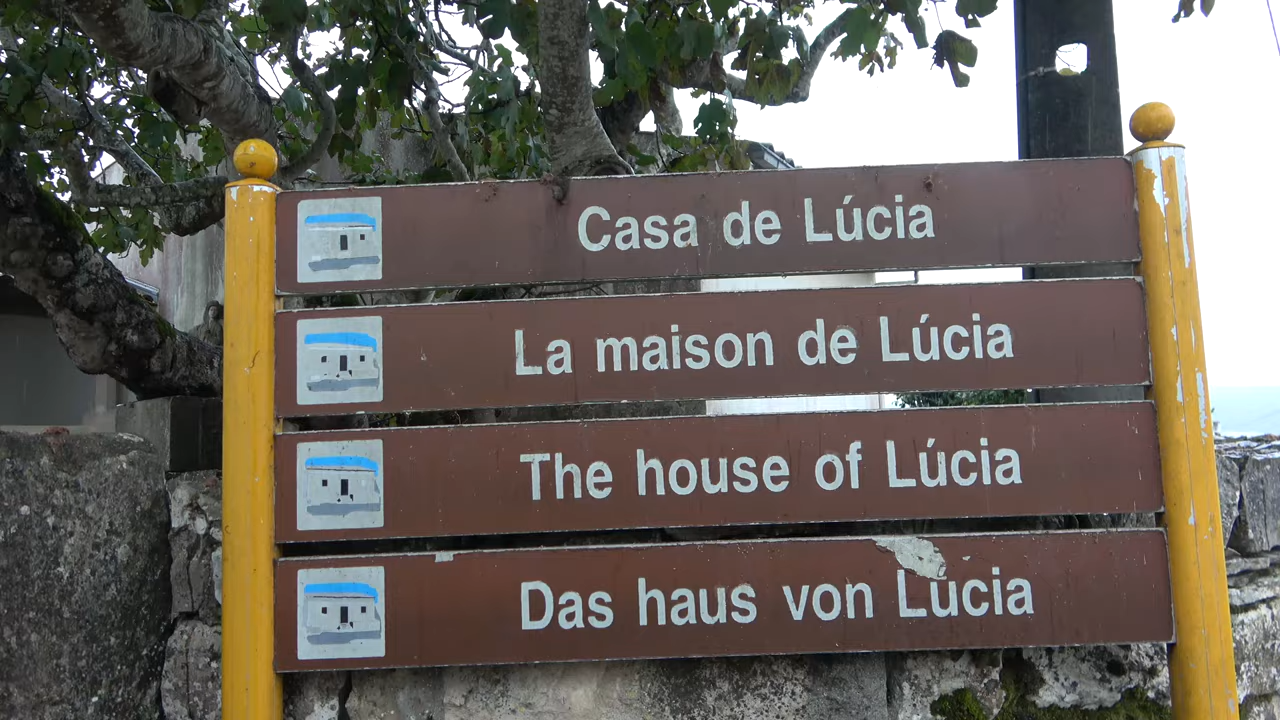 Casa de Lúcia
La maison de Lúcia
The house of Lúcia
Das haus von Lúcia